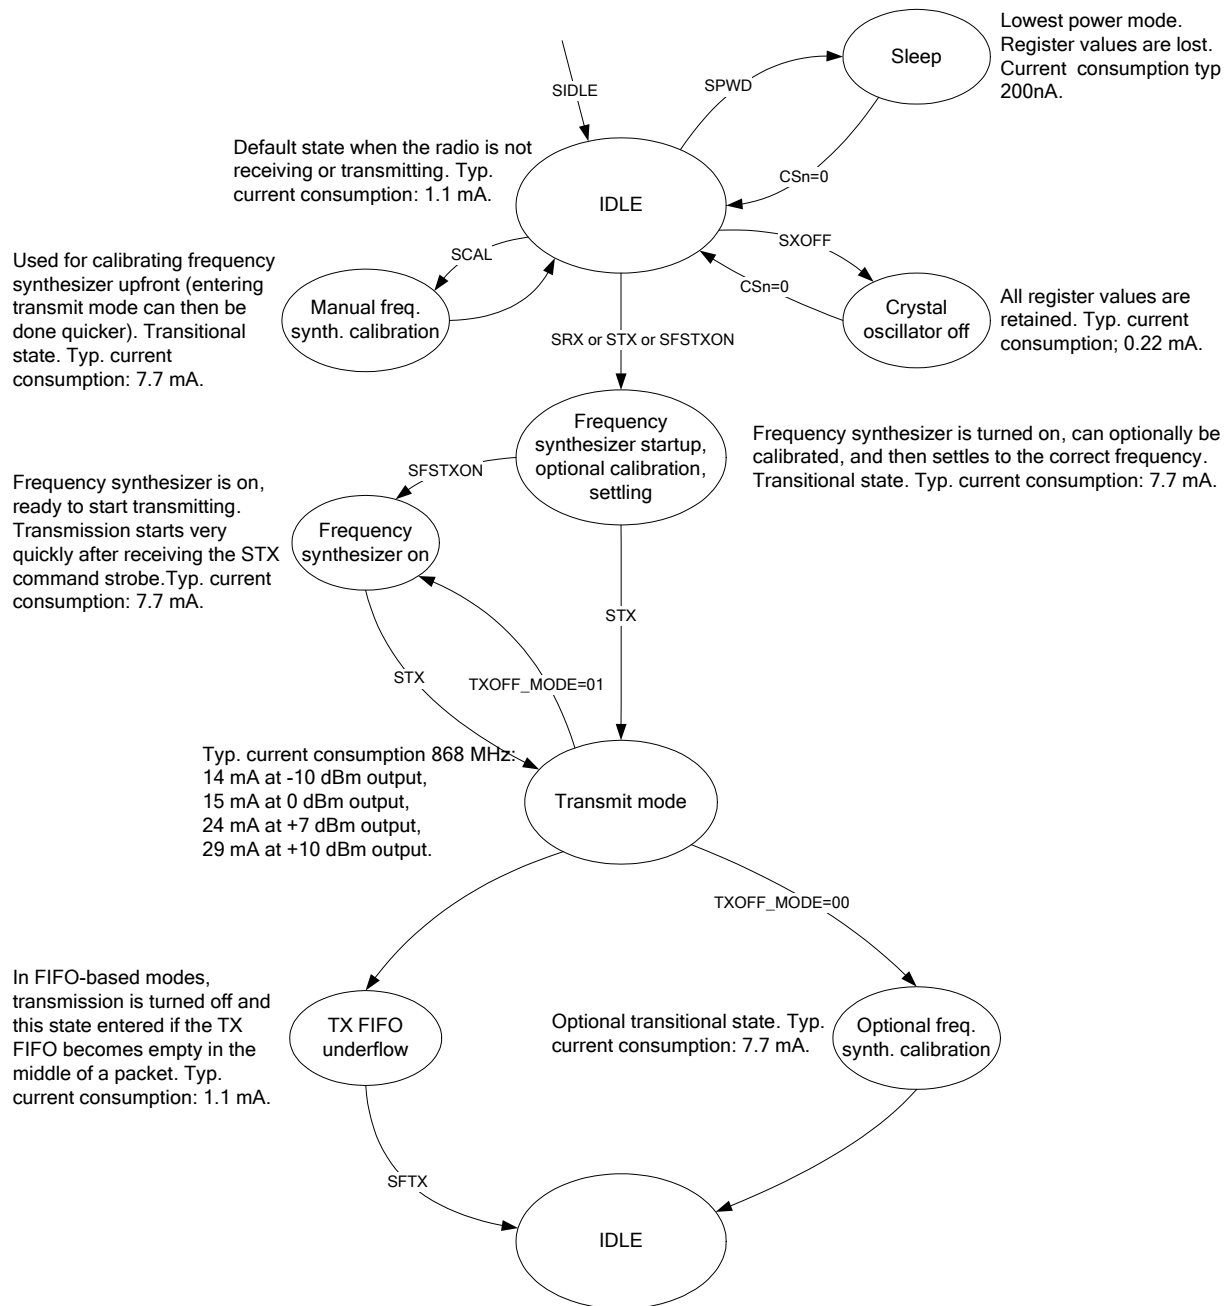 Lowest power mode.
Register values are lost.
Current consumption typ
200nA.
Sleep
SIDLE
SPWD
Default state when the radio is not
receiving or transmitting. Typ.
current consumption: 1.1 mA.
CSn=0
IDLE
SXOFF
SCAL
Used for calibrating frequency
synthesizer upfront (entering
transmit mode can then be
done quicker). Transitional
state. Typ. current
consumption: 7.7 mA.
Manual freq.
synth. calibration
CSn=0
Crystal
oscillator off
All register values are
retained. Typ. current
consumption; 0.22 mA.
SRX or STX or SFSTXON
Frequency
synthesizer startup,
optional calibration,
settling
Frequency synthesizer is turned on, can optionally be
calibrated, and then settles to the correct frequency.
Transitional state. Typ. current consumption: 7.7 mA.
SFSTXON
Frequency synthesizer is on,
ready to start transmitting.
Transmission starts very
quickly after receiving the STX
command strobe.Typ. current
consumption: 7.7 mA.
Frequency
synthesizer on
STX
STX
TXOFF_MODE=01
Typ. current consumption 868 MHz:
14 mA at -10 dBm output,
15 mA at 0 dBm output,
24 mA at +7 dBm output,
29 mA at +10 dBm output.
Transmit mode
TXOFF_MODE=00
In FIFO-based modes,
transmission is turned off and
this state entered if the TX
FIFO becomes empty in the
middle of a packet. Typ.
current consumption: 1.1 mA.
TX FIFO
underflow
Optional transitional state. Typ.
current consumption: 7.7 mA.
Optional freq.
synth. calibration
SFTX
IDLE